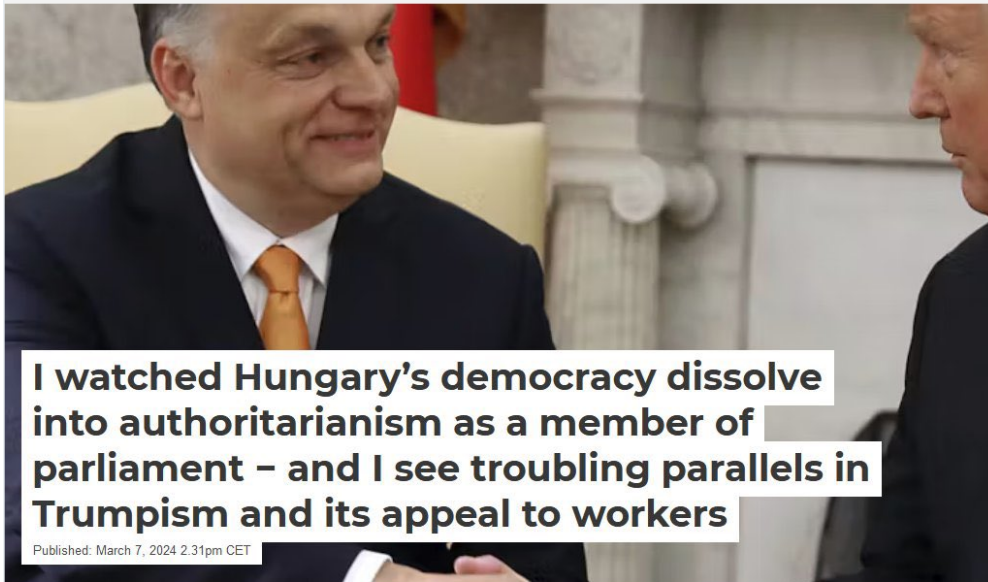 I watched Hungary’s democracy dissolve
into authoritarianism as a member of
parliament – and I see troubling parallels in
Trumpism and its appeal to workers
Published: March 7, 2024 2.31pm CET